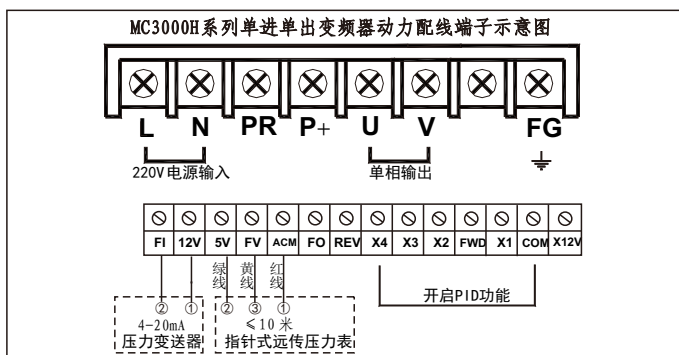 MC3000H系列单进单出变频器动力配线端子示意图
L N PR P+ U V FG
220V电源输入 单相输出
FI 12V 5V FV ACM FO REV X4 X3 X2 FWD X1 COM X12V
绿线 黄线 红线
开启PID功能
② ① ② ③ ①
4-20mA ≤10米
压力变送器 指针式远传压力表